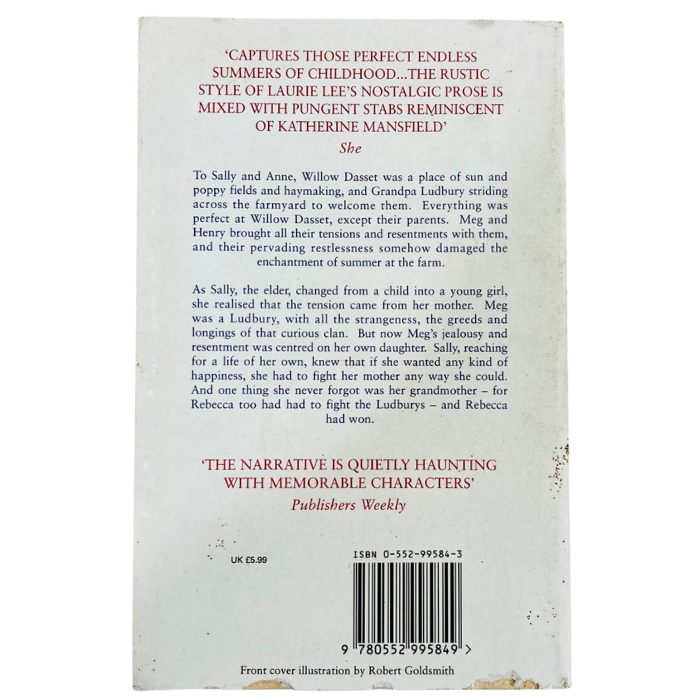 ‘CAPTURES THOSE PERFECT ENDLESS
SUMMERS OF CHILDHOOD...THE RUSTIC
STYLE OF LAURIE LEE’S NOSTALGIC PROSE IS
MIXED WITH PUNGENT STABS REMINISCENT
OF KATHERINE MANSFIELD’
She
To Sally and Anne, Willow Dasset was a place of sun and
poppy fields and haymaking, and Grandpa Ludbury striding
across the farmyard to welcome them. Everything was
perfect at Willow Dasset, except their parents. Meg and
Henry brought all their tensions and resentments with them,
and their pervading restlessness somehow damaged the
enchantment of summer at the farm.
As Sally, the elder, changed from a child into a young girl,
she realised that the tension came from her mother. Meg
was a Ludbury, with all the strangeness, the greeds and
longings of that curious clan. But now Meg’s jealousy and
resentment was centred on her own daughter. Sally, reaching
for a life of her own, knew that if she wanted any kind of
happiness, she had to fight her mother any way she could.
And one thing she never forgot was her grandmother – for
Rebecca too had had to fight the Ludburys – and Rebecca
had won.
‘THE NARRATIVE IS QUIETLY HAUNTING
WITH MEMORABLE CHARACTERS’
Publishers Weekly
UK £5.99
ISBN 0-552-99584-3
9 780552 995849 >
Front cover illustration by Robert Goldsmith